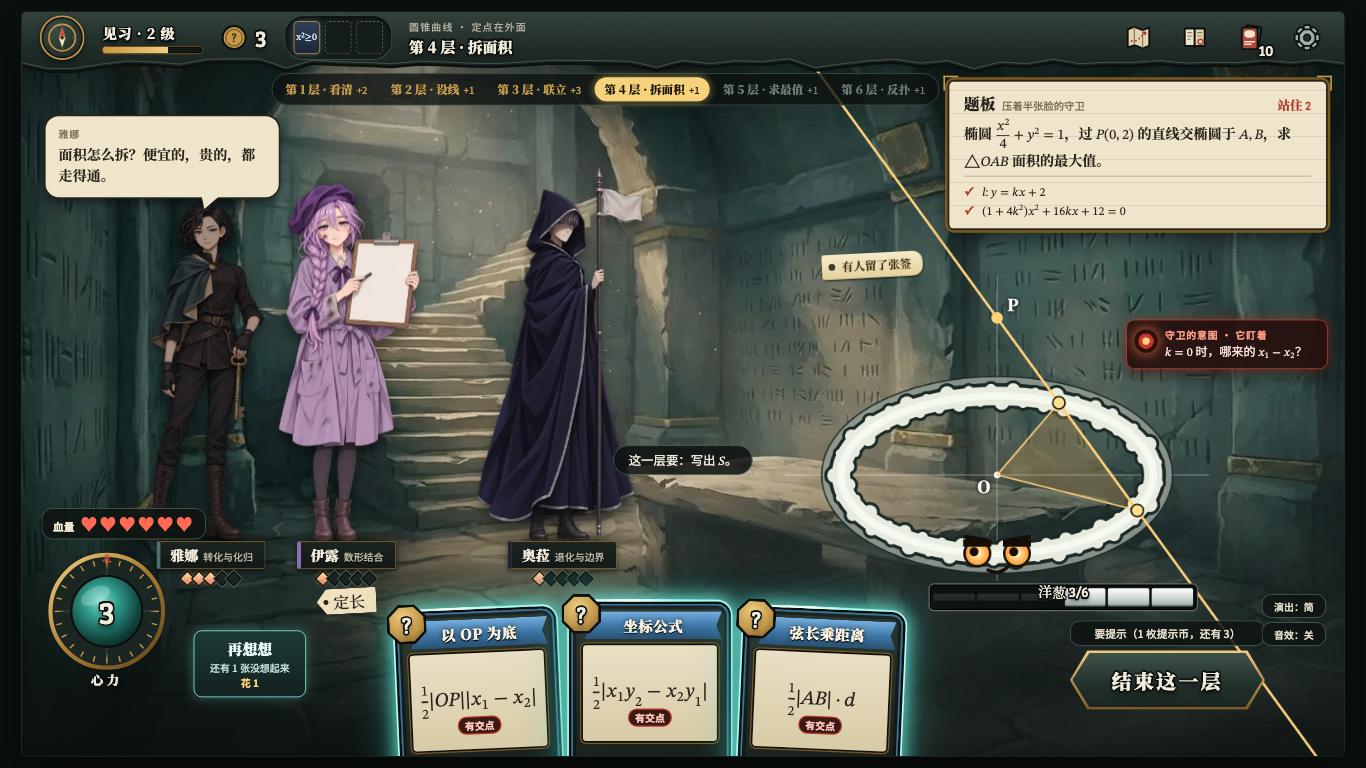 见习 · 2 级
? 3
x²≥0
圆锥曲线 · 定点在外面
第 4 层 · 拆面积
10
第 1 层 · 看清 +2
第 2 层 · 设线 +1
第 3 层 · 联立 +3
第 4 层 · 拆面积 +1
第 5 层 · 求最值 +1
第 6 层 · 反扑 +1
题板 压着半张脸的守卫 站住 2
椭圆 x²/4 + y² = 1，过 P(0, 2) 的直线交椭圆于 A, B，求
△OAB 面积的最大值。
✓ l: y = kx + 2
✓ (1 + 4k²)x² + 16kx + 12 = 0
雅娜
面积怎么拆？便宜的，贵的，都
走得通。
有人留了张签
P
守卫的意图 · 它盯着
k = 0 时，哪来的 x₁ − x₂？
这一层要：写出 S。
O
血量
雅娜 转化与化归
伊露 数形结合
奥菈 退化与边界
3
心力
定长
再想想
还有 1 张没想起来
花 1
?
以 OP 为底
1/2|OP||x₁ − x₂|
有交点
?
坐标公式
1/2|x₁y₂ − x₂y₁|
有交点
?
弦长乘距离
1/2|AB| · d
有交点
洋葱 3/6
演出：简
要提示（1 枚提示币，还有 3）
音效：关
结束这一层